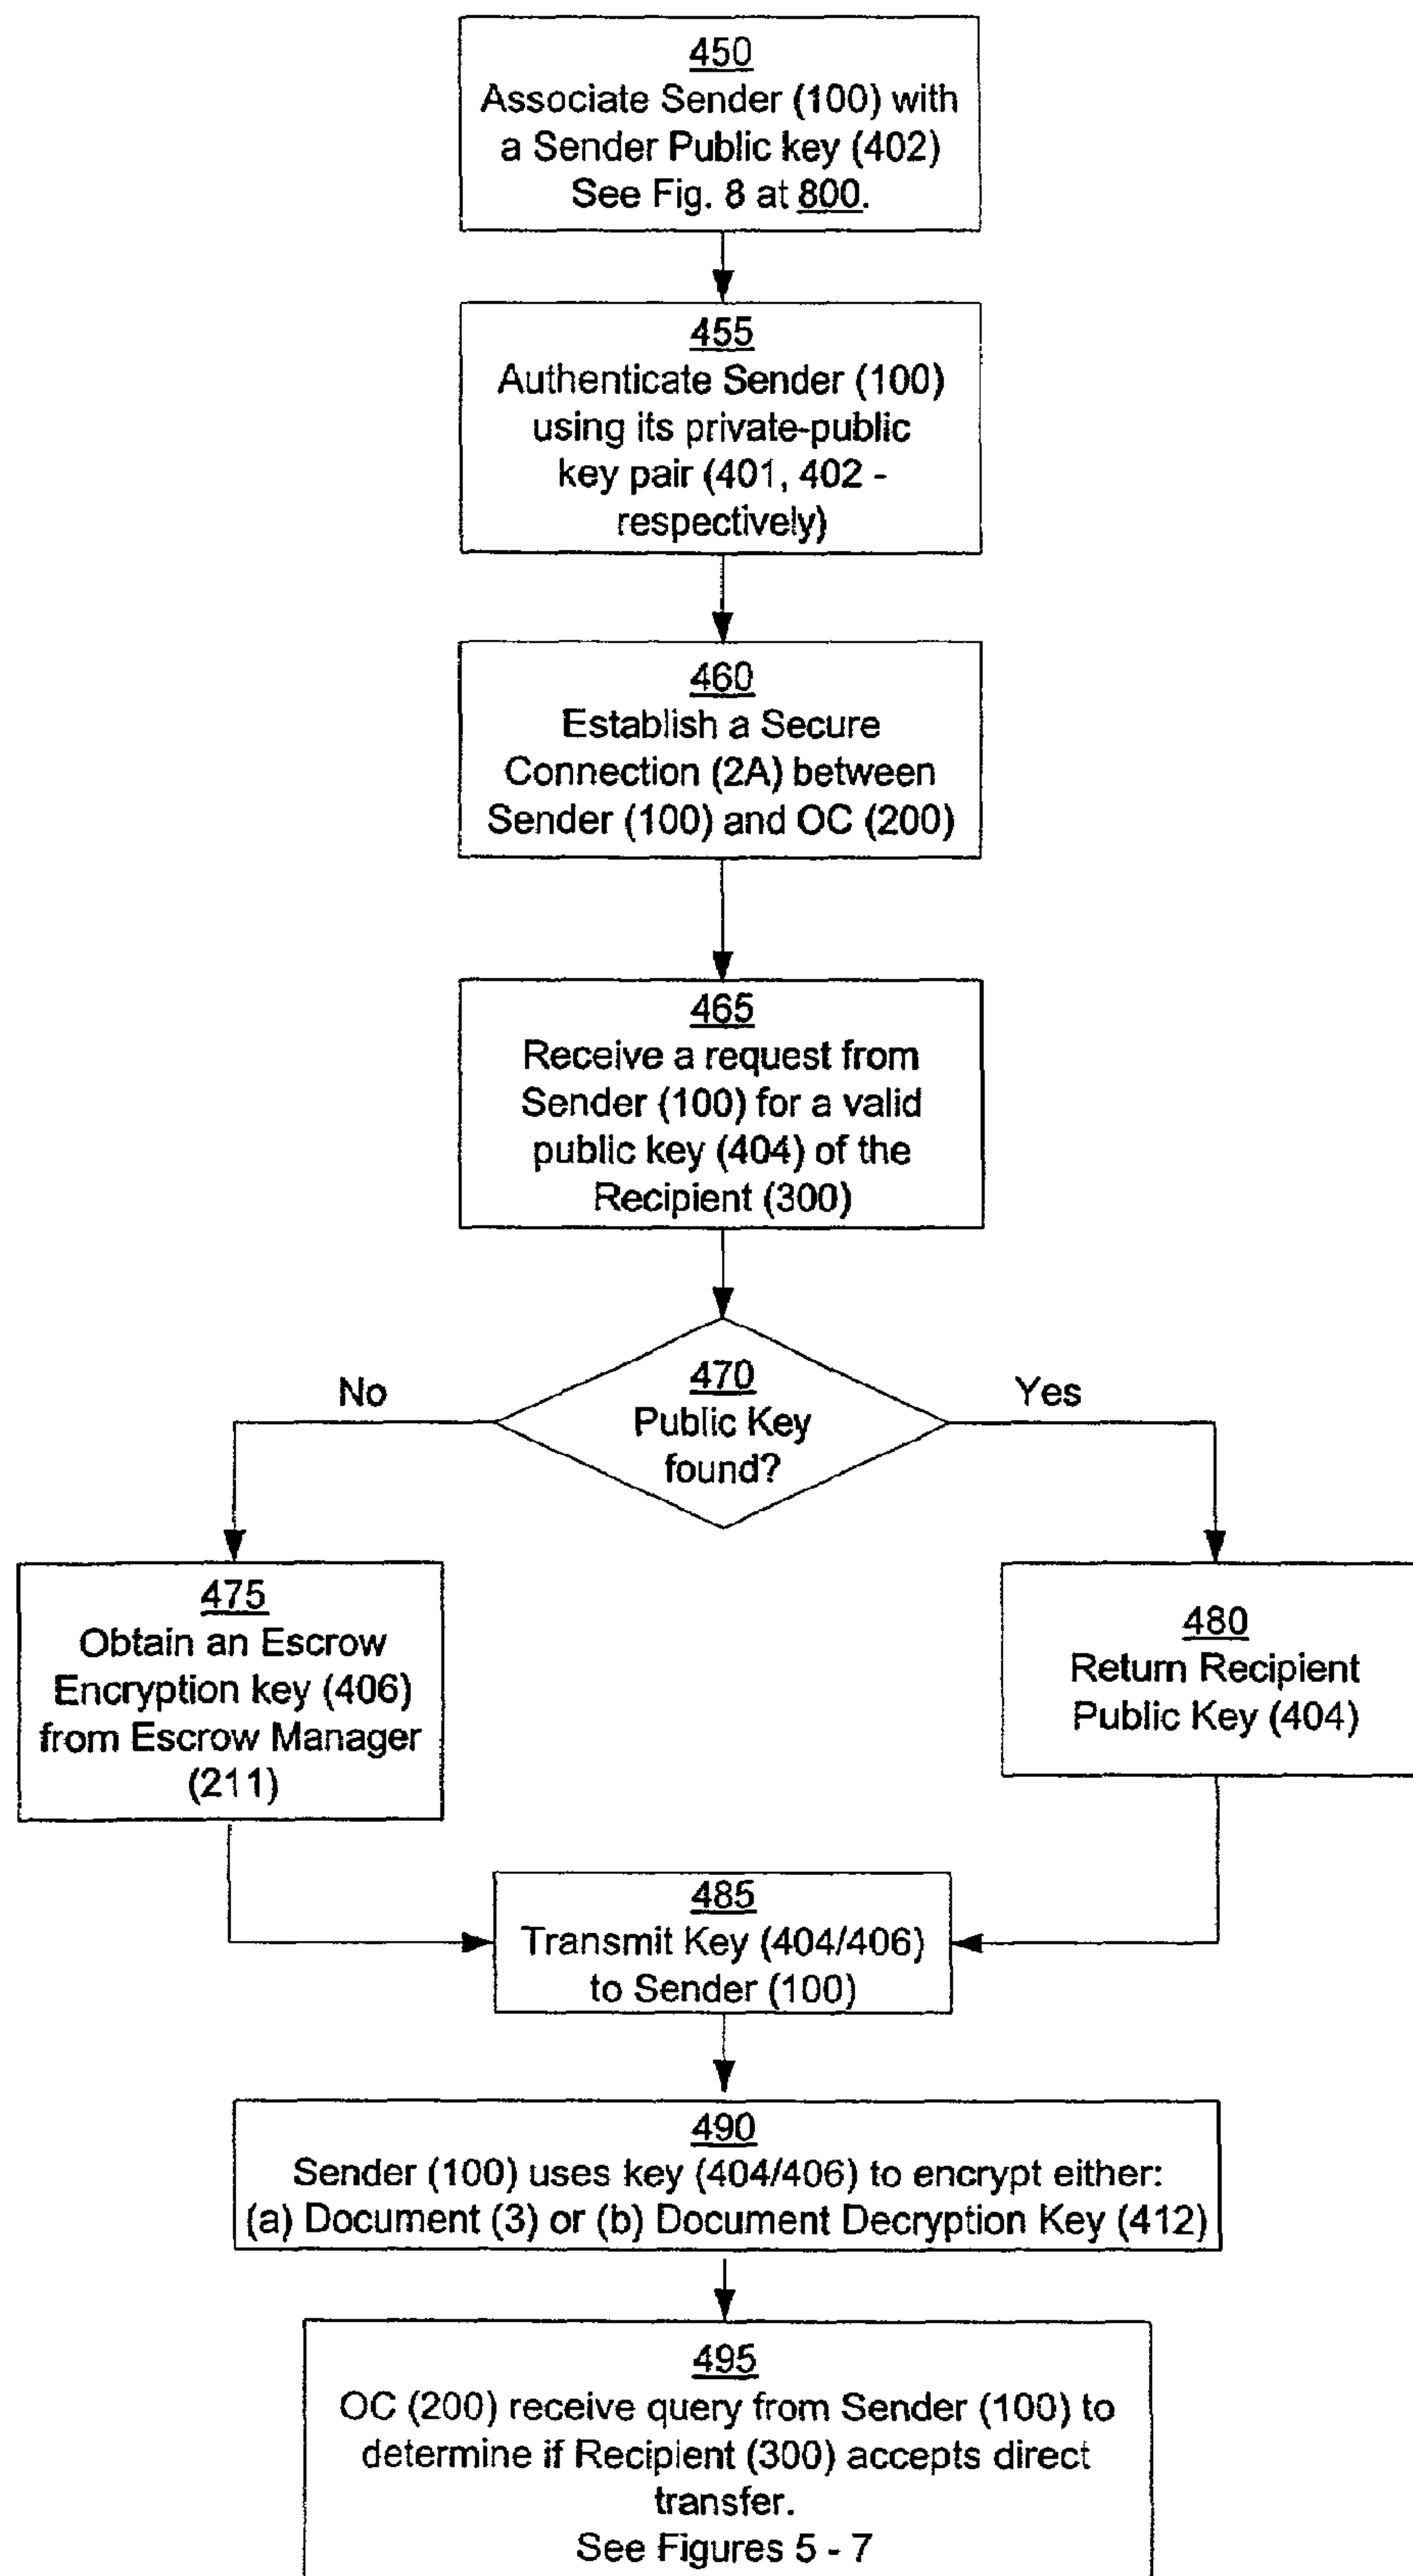 450
Associate Sender (100) with
a Sender Public key (402)
See Fig. 8 at 800.
455
Authenticate Sender (100)
using its private-public
key pair (401, 402 -
respectively)
460
Establish a Secure
Connection (2A) between
Sender (100) and OC (200)
465
Receive a request from
Sender (100) for a valid
public key (404) of the
Recipient (300)
470
Public Key
found?
No
Yes
475
Obtain an Escrow
Encryption key (406)
from Escrow Manager
(211)
480
Return Recipient
Public Key (404)
485
Transmit Key (404/406)
to Sender (100)
490
Sender (100) uses key (404/406) to encrypt either:
(a) Document (3) or (b) Document Decryption Key (412)
495
OC (200) receive query from Sender (100) to
determine if Recipient (300) accepts direct
transfer.
See Figures 5 - 7